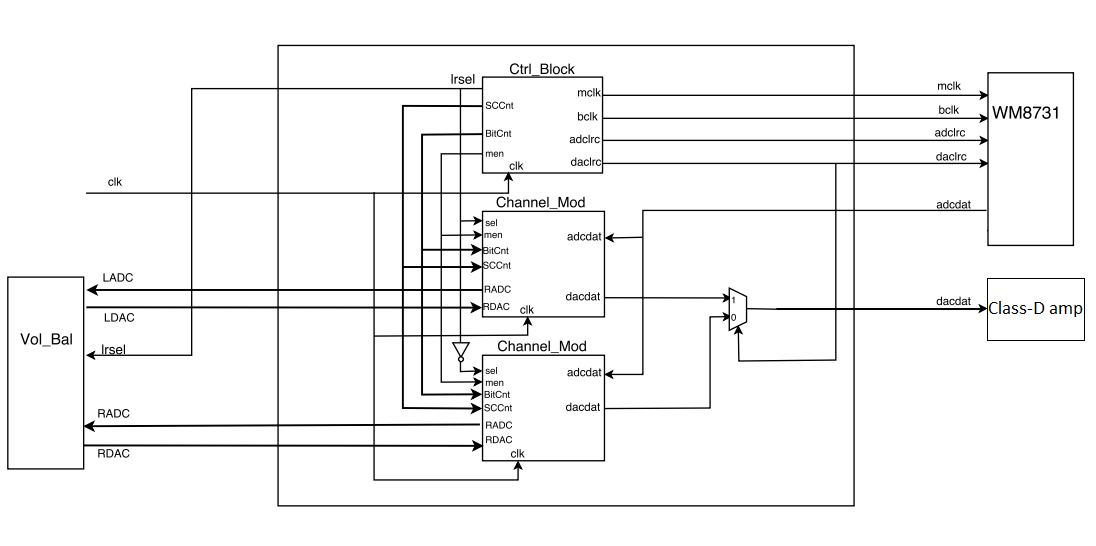 Ctrl_Block
lrsel
mclk
mclk
SCCnt
bclk
bclk
WM8731
BitCnt
adclrc
adclrc
men
daclrc
daclrc
clk
clk
Channel_Mod
adcdat
sel
men
adcdat
BitCnt
SCCnt
LADC
RADC
dacdat
1
dacdat
RDAC
clk
0
Class-D amp
LDAC
Vol_Bal
lrsel
Channel_Mod
sel
adcdat
men
BitCnt
SCCnt
dacdat
RADC
RADC
RDAC
RDAC
clk